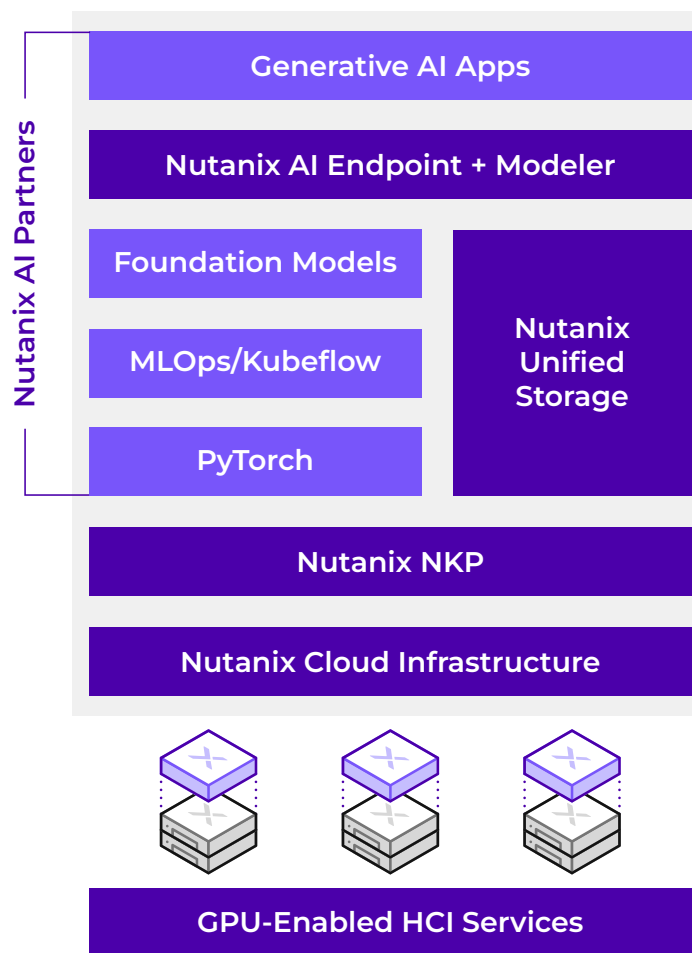 Nutanix AI Partners
Generative AI Apps
Nutanix AI Endpoint + Modeler
Foundation Models
MLOps/Kubeflow
PyTorch
Nutanix
Unified
Storage
Nutanix NKP
Nutanix Cloud Infrastructure
GPU-Enabled HCI Services